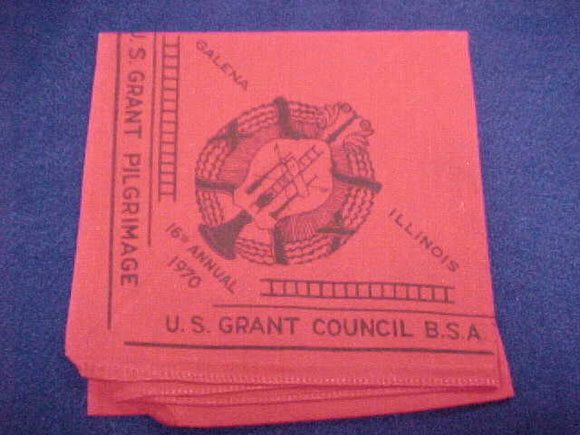 U. S. GRANT PILGRIMAGE
GALENA
ILLINOIS
16TH ANNUAL
1970
U. S. GRANT COUNCIL B.S.A